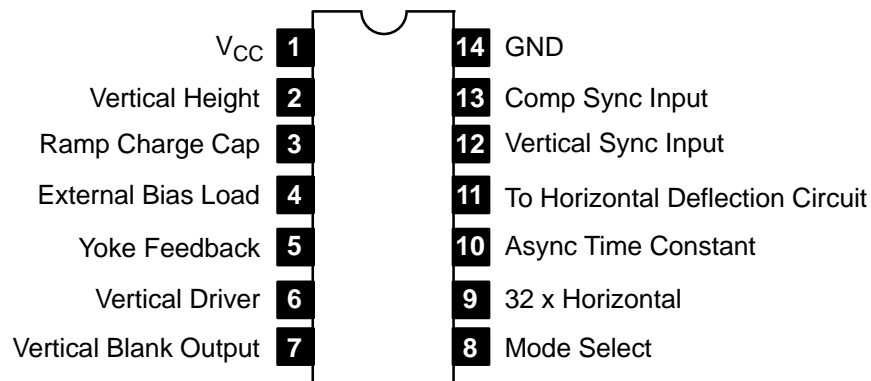 V_CC 1 14 GND
Vertical Height 2 13 Comp Sync Input
Ramp Charge Cap 3 12 Vertical Sync Input
External Bias Load 4 11 To Horizontal Deflection Circuit
Yoke Feedback 5 10 Async Time Constant
Vertical Driver 6 9 32 x Horizontal
Vertical Blank Output 7 8 Mode Select